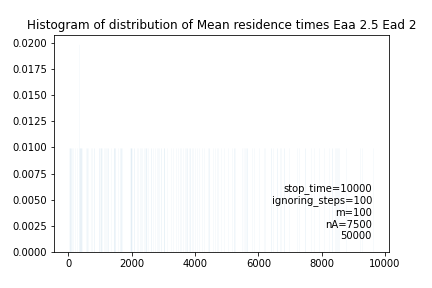 Histogram of distribution of Mean residence times Eaa 2.5 Ead 2
0.0200
0.0175
0.0150
0.0125
0.0100
0.0075
0.0050
0.0025
0.0000
stop_time=10000
ignoring_steps=100
m=100
nA=7500
50000
0 2000 4000 6000 8000 10000